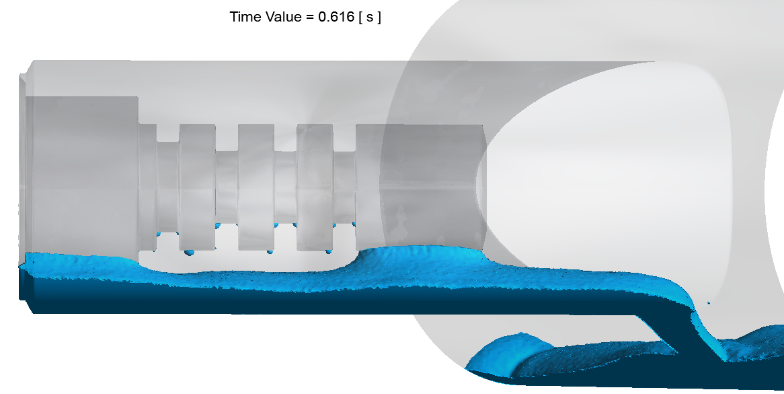 Time Value = 0.616 [ s ]